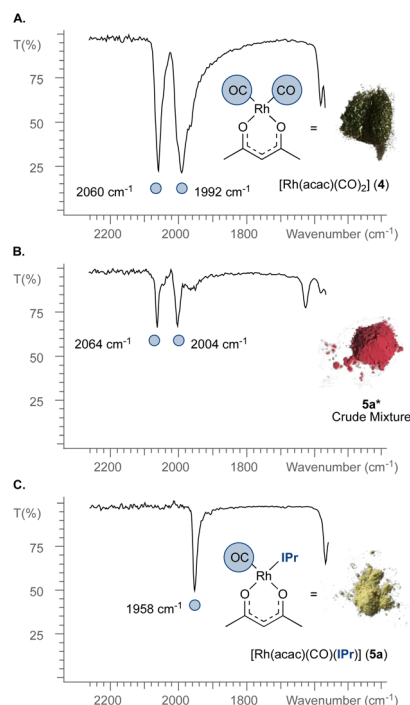 A.
T(%)
75
50
25
OC
CO
Rh
O
O
=
2060 cm⁻¹
1992 cm⁻¹
[Rh(acac)(CO)₂] (4)
2200
2000
1800
Wavenumber (cm⁻¹)
B.
T(%)
75
50
25
2064 cm⁻¹
2004 cm⁻¹
5a*
Crude Mixture
2200
2000
1800
Wavenumber (cm⁻¹)
C.
T(%)
75
50
25
OC
IPr
Rh
O
O
=
1958 cm⁻¹
[Rh(acac)(CO)(IPr)] (5a)
2200
2000
1800
Wavenumber (cm⁻¹)